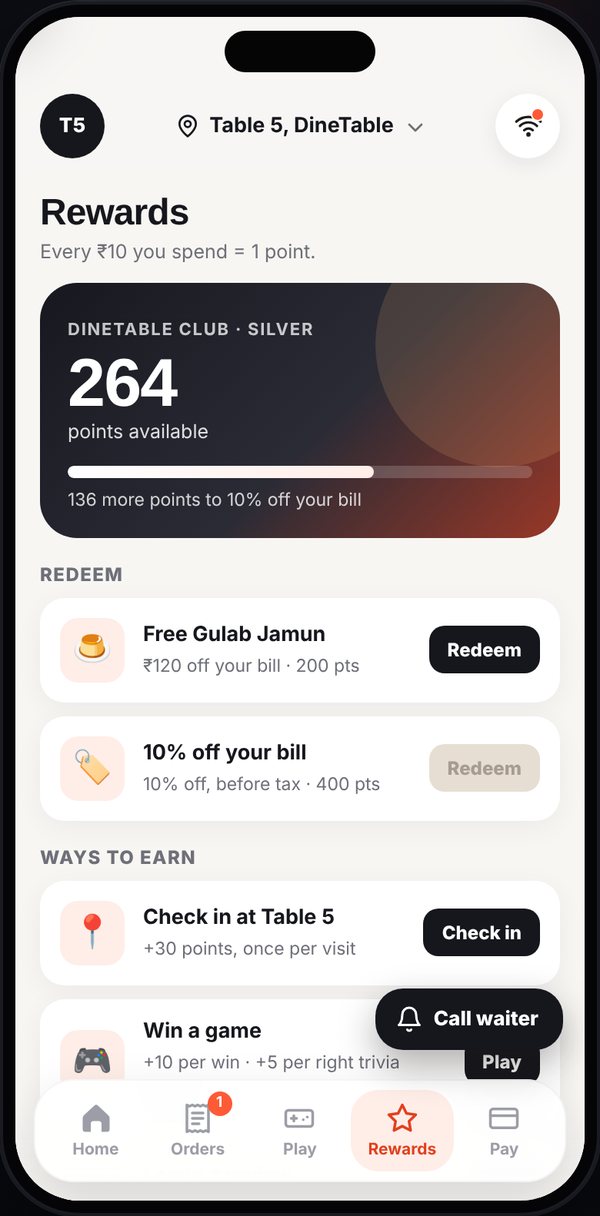 T5
Table 5, DineTable
Rewards
Every ₹10 you spend = 1 point.
DINETABLE CLUB · SILVER
264
points available
136 more points to 10% off your bill
REDEEM
Free Gulab Jamun
₹120 off your bill · 200 pts
Redeem
10% off your bill
10% off, before tax · 400 pts
Redeem
WAYS TO EARN
Check in at Table 5
+30 points, once per visit
Check in
Win a game
+10 per win · +5 per right trivia
Play
Call waiter
1
Home
Orders
Play
Rewards
Pay